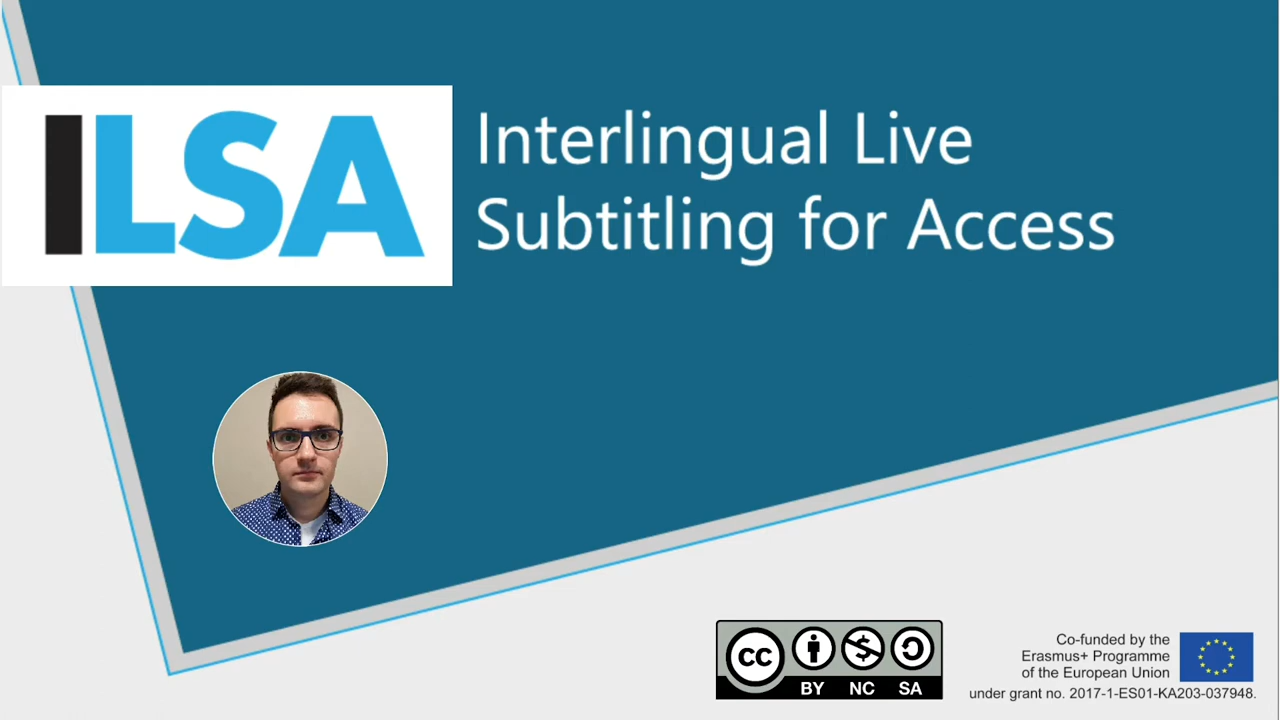 ILSA
Interlingual Live
Subtitling for Access
CC
BY NC SA
Co-funded by the
Erasmus+ Programme
of the European Union
under grant no. 2017-1-ES01-KA203-037948.